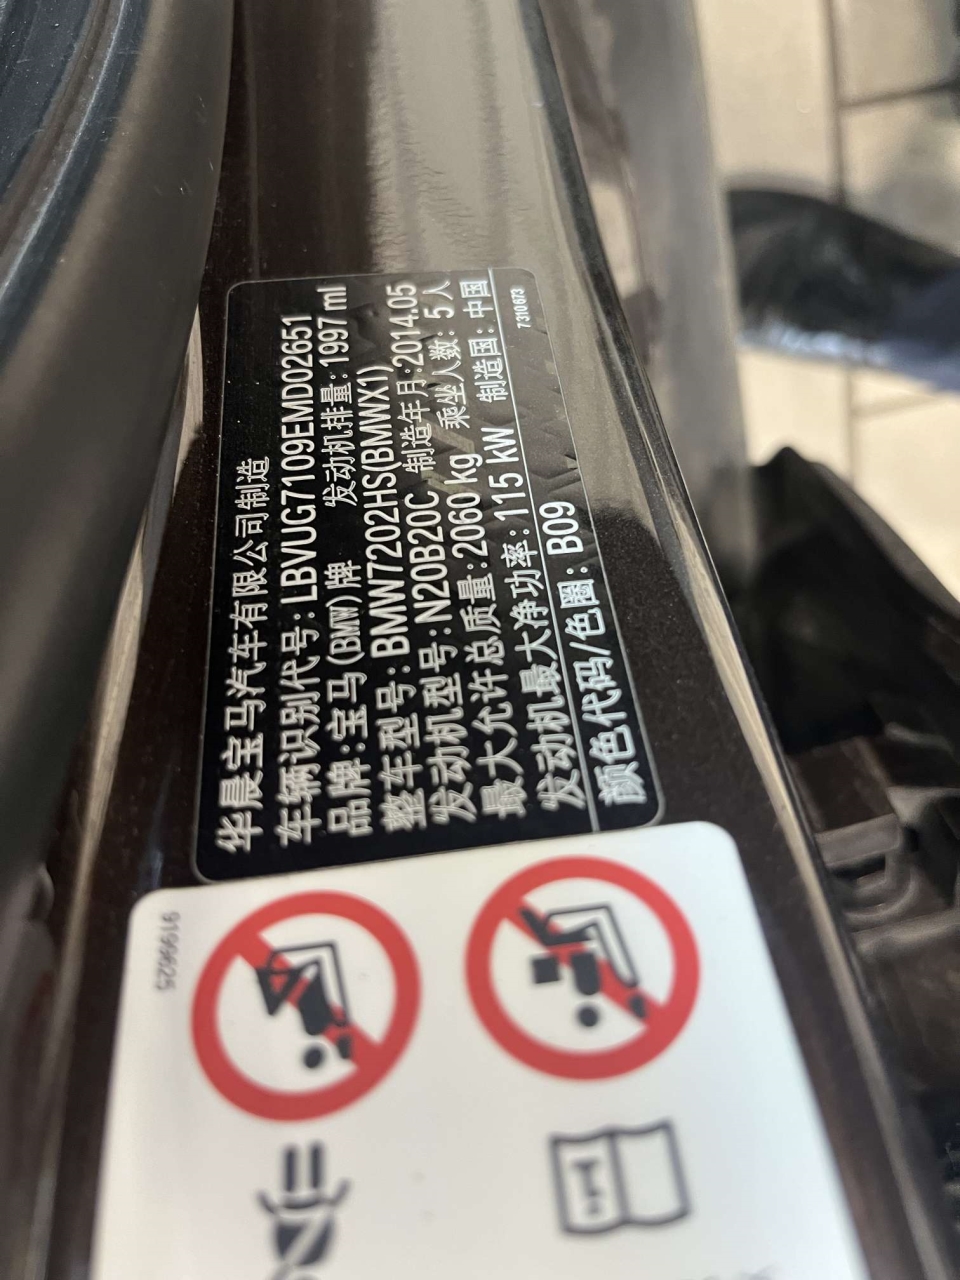 华晨宝马汽车有限公司制造
车辆识别代号:LBVUG7109EMD02651
品牌:宝马(BMW)牌 发动机排量:1997 ml
整车型号:BMW7202HS(BMWX1)
发动机型号:N20B20C 制造年月:2014.05
最大允许总质量:2060 kg 乘坐人数:5人
发动机最大净功率:115 kW 制造国:中国
颜色代码/色圈:B09
7310673
9199625